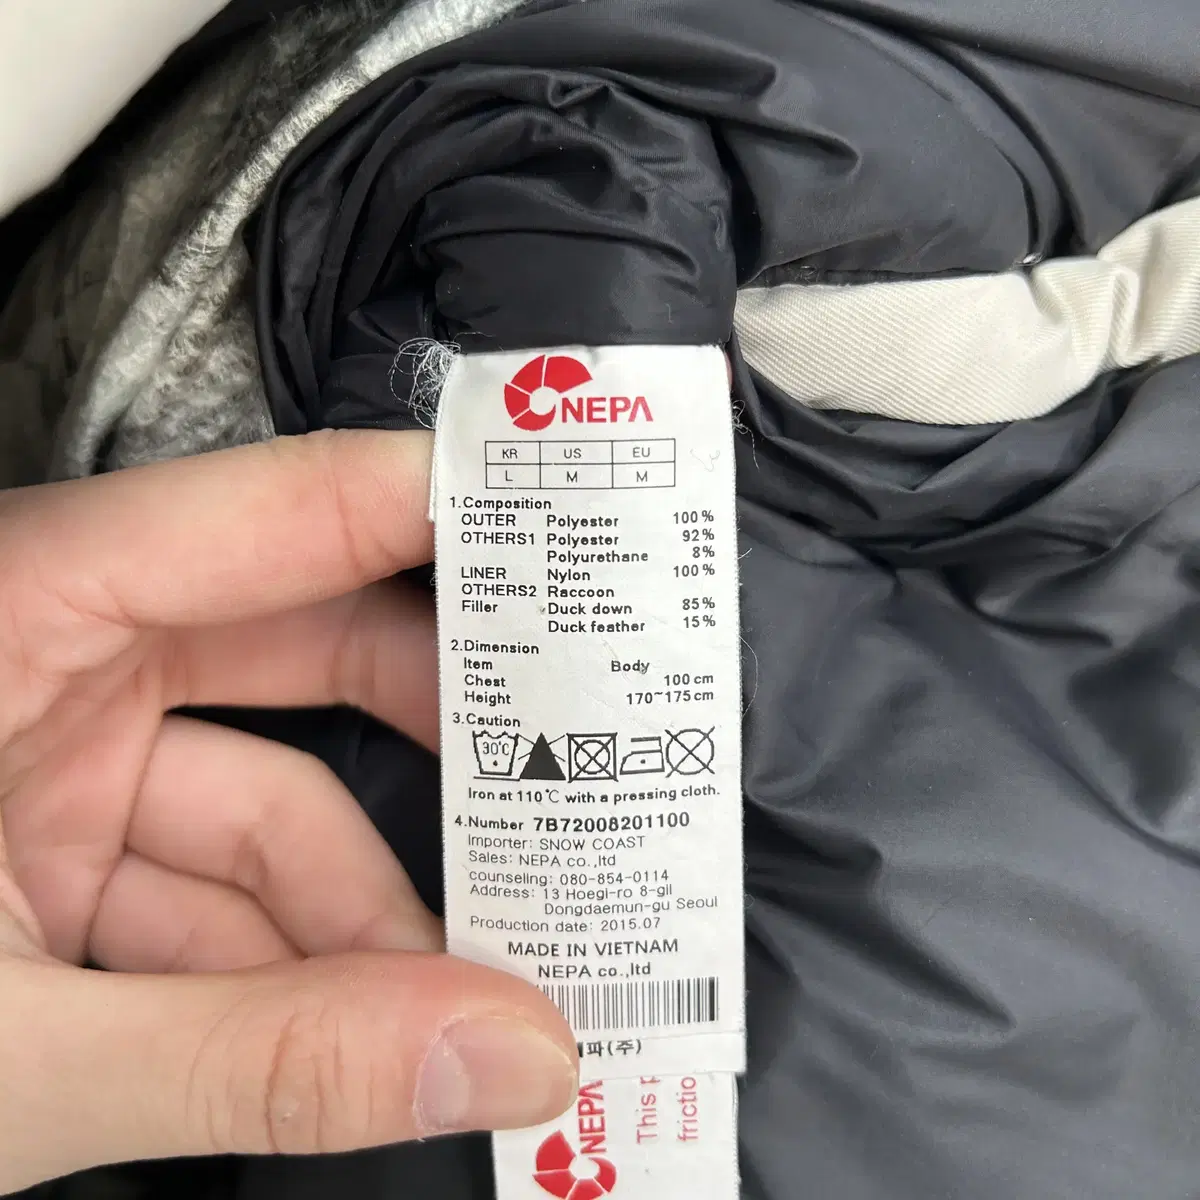 NEPA
KR US EU
L M M
1.Composition
OUTER Polyester 100%
OTHERS1 Polyester 92%
Polyurethane 8%
LINER Nylon 100%
OTHERS2 Raccoon
Filler Duck down 85%
Duck feather 15%
2.Dimension
Item Body
Chest 100cm
Height 170~175cm
3.Caution
30℃
Iron at 110℃ with a pressing cloth.
4.Number 7B72008201100
Importer: SNOW COAST
Sales: NEPA co.,ltd
counseling: 080-854-0114
Address: 13 Hoegi-ro 8-gil
Dongdaemun-gu Seoul
Production date: 2015.07
MADE IN VIETNAM
NEPA co.,ltd
파(주)
NEPA
This
frictio